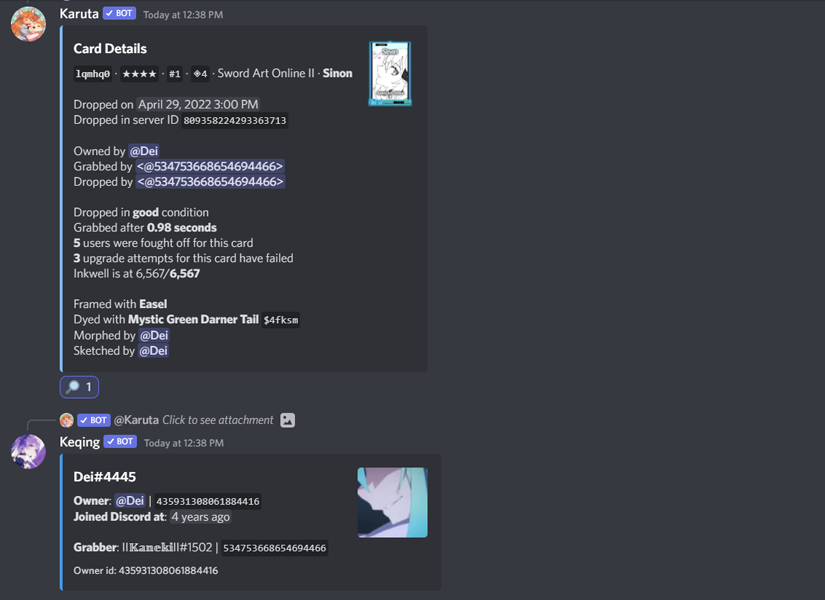 Karuta ✓ BOT Today at 12:38 PM
Card Details
lqmhq0 · ★★★★ · #1 · ◈4 · Sword Art Online II · Sinon
Sinon
Dropped on April 29, 2022 3:00 PM
Dropped in server ID 809358224293363713
Owned by @Dei
Grabbed by <@534753668654694466>
Dropped by <@534753668654694466>
Dropped in good condition
Grabbed after 0.98 seconds
5 users were fought off for this card
3 upgrade attempts for this card have failed
Inkwell is at 6,567/6,567
Framed with Easel
Dyed with Mystic Green Darner Tail $4fksm
Morphed by @Dei
Sketched by @Dei
1
✓ BOT @Karuta Click to see attachment
Keqing ✓ BOT Today at 12:38 PM
Dei#4445
Owner: @Dei | 435931308061884416
Joined Discord at: 4 years ago
Grabber: ||𝕂𝕒𝕟𝕖𝕜𝕚||#1502 | 534753668654694466
Owner id: 435931308061884416